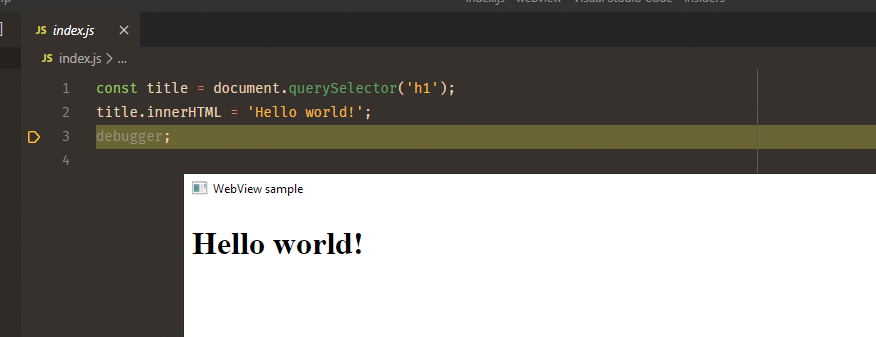 index.js - webview - Visual Studio Code - Insiders
JS index.js ×
JS index.js > ...
1 const title = document.querySelector('h1');
2 title.innerHTML = 'Hello world!';
3 debugger;
4
WebView sample
Hello world!